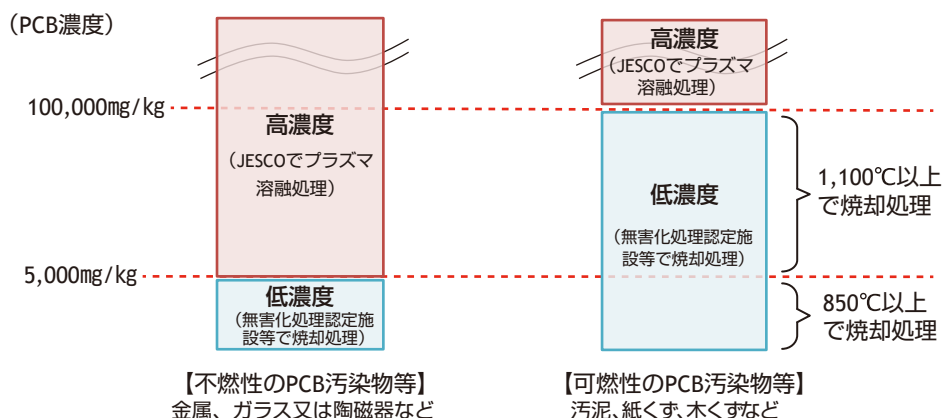 (PCB濃度)
100,000mg/kg
5,000mg/kg
高濃度
(JESCOでプラズマ
溶融処理)
低濃度
(無害化処理認定施
設等で焼却処理)
【不燃性のPCB汚染物等】
金属、ガラス又は陶磁器など
高濃度
(JESCOでプラズマ
溶融処理)
低濃度
(無害化処理認定施
設等で焼却処理)
【可燃性のPCB汚染物等】
汚泥、紙くず、木くずなど
1,100℃以上
で焼却処理
850℃以上
で焼却処理